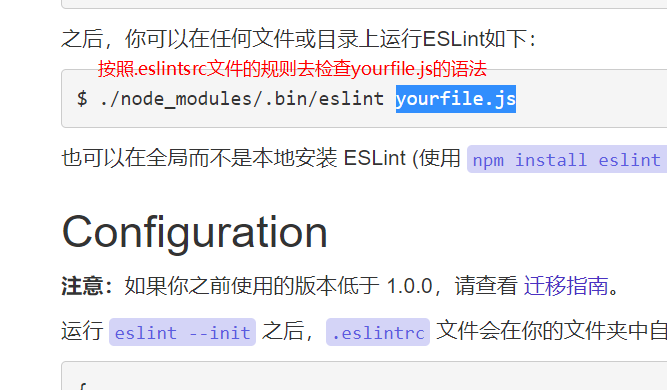 之后，你可以在任何文件或目录上运行ESLint如下：
按照.eslintsrc文件的规则去检查yourfile.js的语法
$ ./node_modules/.bin/eslint yourfile.js
也可以在全局而不是本地安装 ESLint (使用 npm install eslint
Configuration
注意：如果你之前使用的版本低于 1.0.0，请查看 迁移指南。
运行 eslint --init 之后，.eslintrc 文件会在你的文件夹中自
{